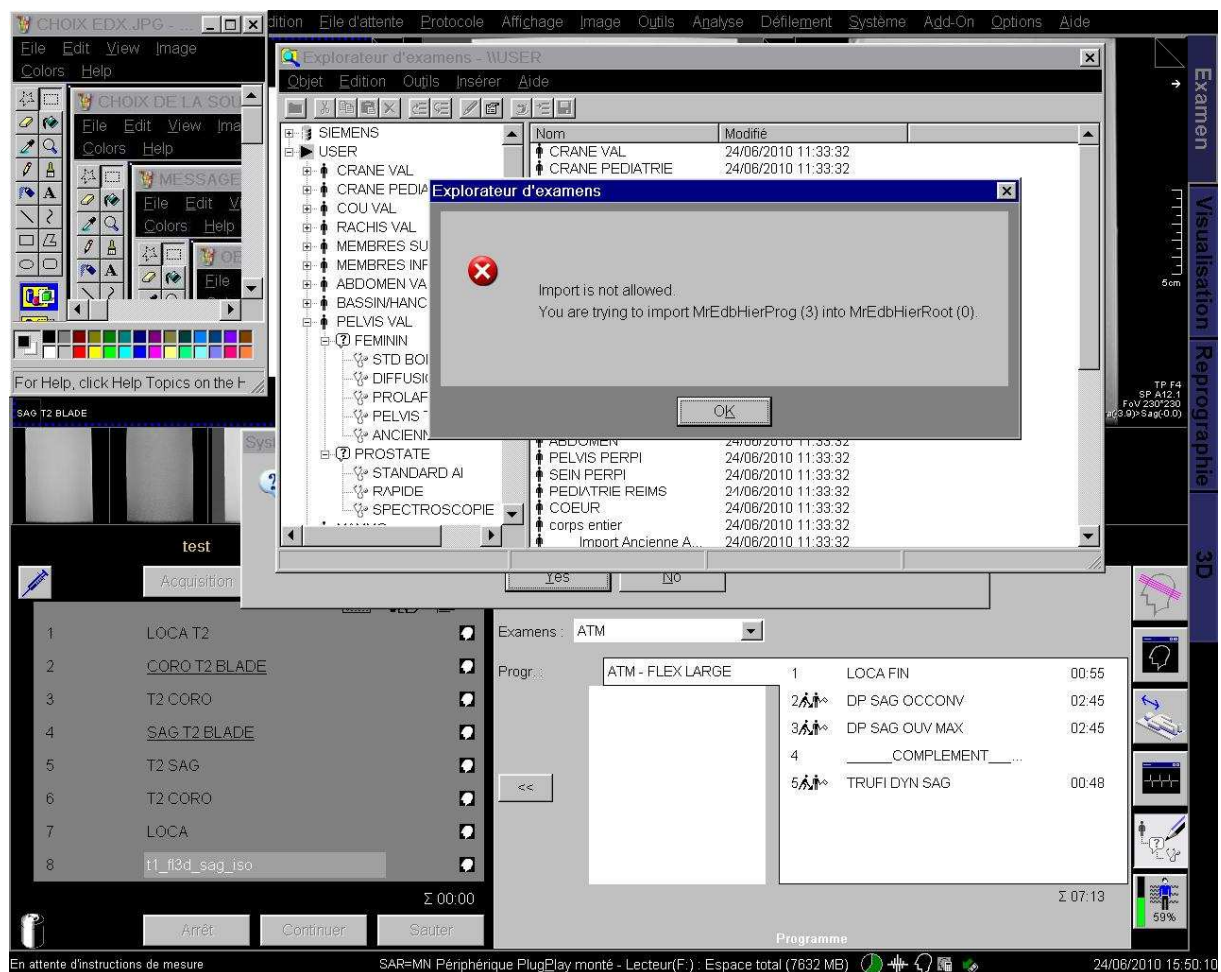 CHOIX EDX.JPG - ...
File Edit View Image
Colors Help
CHOIX DE LA SOU
File Edit View Ima
Colors Help
MESSAGE
File Edit Vi
Colors Help
File
For Help, click Help Topics on the H
dition File d'attente Protocole Affichage Image Outils Analyse Défilement Système Add-On Options Aide
Explorateur d'examens - \\USER
Objet Edition Outils Insérer Aide
SIEMENS
USER
CRANE VAL
CRANE PEDIA
COU VAL
RACHIS VAL
MEMBRES SU
MEMBRES INF
ABDOMEN VA
BASSIN/HANC
PELVIS VAL
FEMININ
STD BOI
DIFFUSI
PROLAF
PELVIS
ANCIENN
PROSTATE
STANDARD AI
RAPIDE
SPECTROSCOPIE
Nom Modifié
CRANE VAL 24/06/2010 11:33:32
CRANE PEDIATRIE 24/06/2010 11:33:32
Explorateur d'examens
Import is not allowed.
You are trying to import MrEdbHierProg (3) into MrEdbHierRoot (0).
OK
ABDOMEN 24/06/2010 11:33:32
PELVIS PERPI 24/06/2010 11:33:32
SEIN PERPI 24/06/2010 11:33:32
PEDIATRIE REIMS 24/06/2010 11:33:32
COEUR 24/06/2010 11:33:32
corps entier 24/06/2010 11:33:32
Import Ancienne A... 24/06/2010 11:33:32
Examen
Visualisation
Reprographie
3D
5cm
TP F4
SP A12.1
FoV 230*230
>Sag(-0.0)
SAG T2 BLADE
Syst
Yes No
test
Acquisition
1 LOCA T2
2 CORO T2 BLADE
3 T2 CORO
4 SAG T2 BLADE
5 T2 SAG
6 T2 CORO
7 LOCA
8 t1_fl3d_sag_iso
Σ 00:00
Arrêt Continuer Sauter
Examens : ATM
Progr. : ATM - FLEX LARGE
<<
1 LOCA FIN 00:55
2 DP SAG OCCONV 02:45
3 DP SAG OUV MAX 02:45
4 _____COMPLEMENT___...
5 TRUFI DYN SAG 00:48
Σ 07:13
Programme
59%
En attente d'instructions de mesure SAR=MN Périphérique PlugPlay monté - Lecteur(F:) : Espace total (7632 MB) 24/06/2010 15:50:10